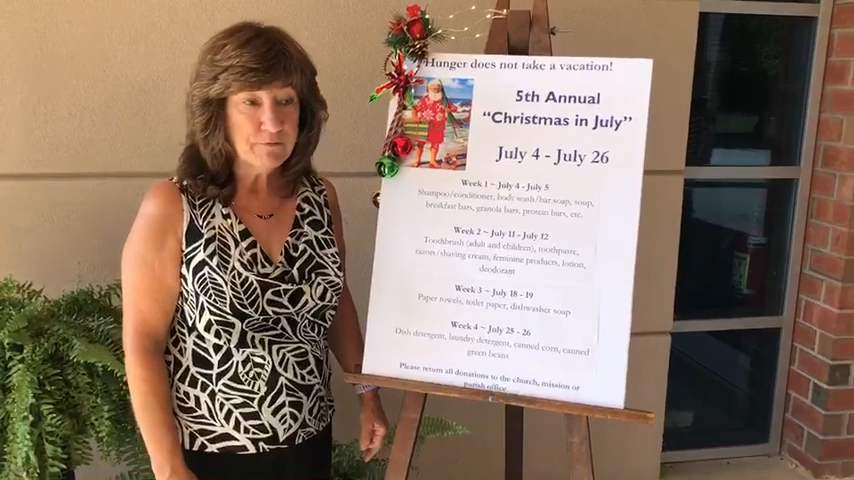 Hunger does not take a vacation!
5th Annual
“Christmas in July”
July 4 - July 26
Week 1 ~ July 4 - July 5
Shampoo/conditioner, body wash/bar soap, soup,
breakfast bars, granola bars, protein bars, etc.
Week 2 ~ July 11 - July 12
Toothbrush (adult and children), toothpaste,
razors/shaving cream, feminine products, lotion,
deodorant
Week 3 ~ July 18 - 19
Paper towels, toilet paper, dishwasher soap
Week 4 ~ July 25 - 26
Dish detergent, laundry detergent, canned corn, canned
green beans
Please return all donations to the church, mission or
parish office.